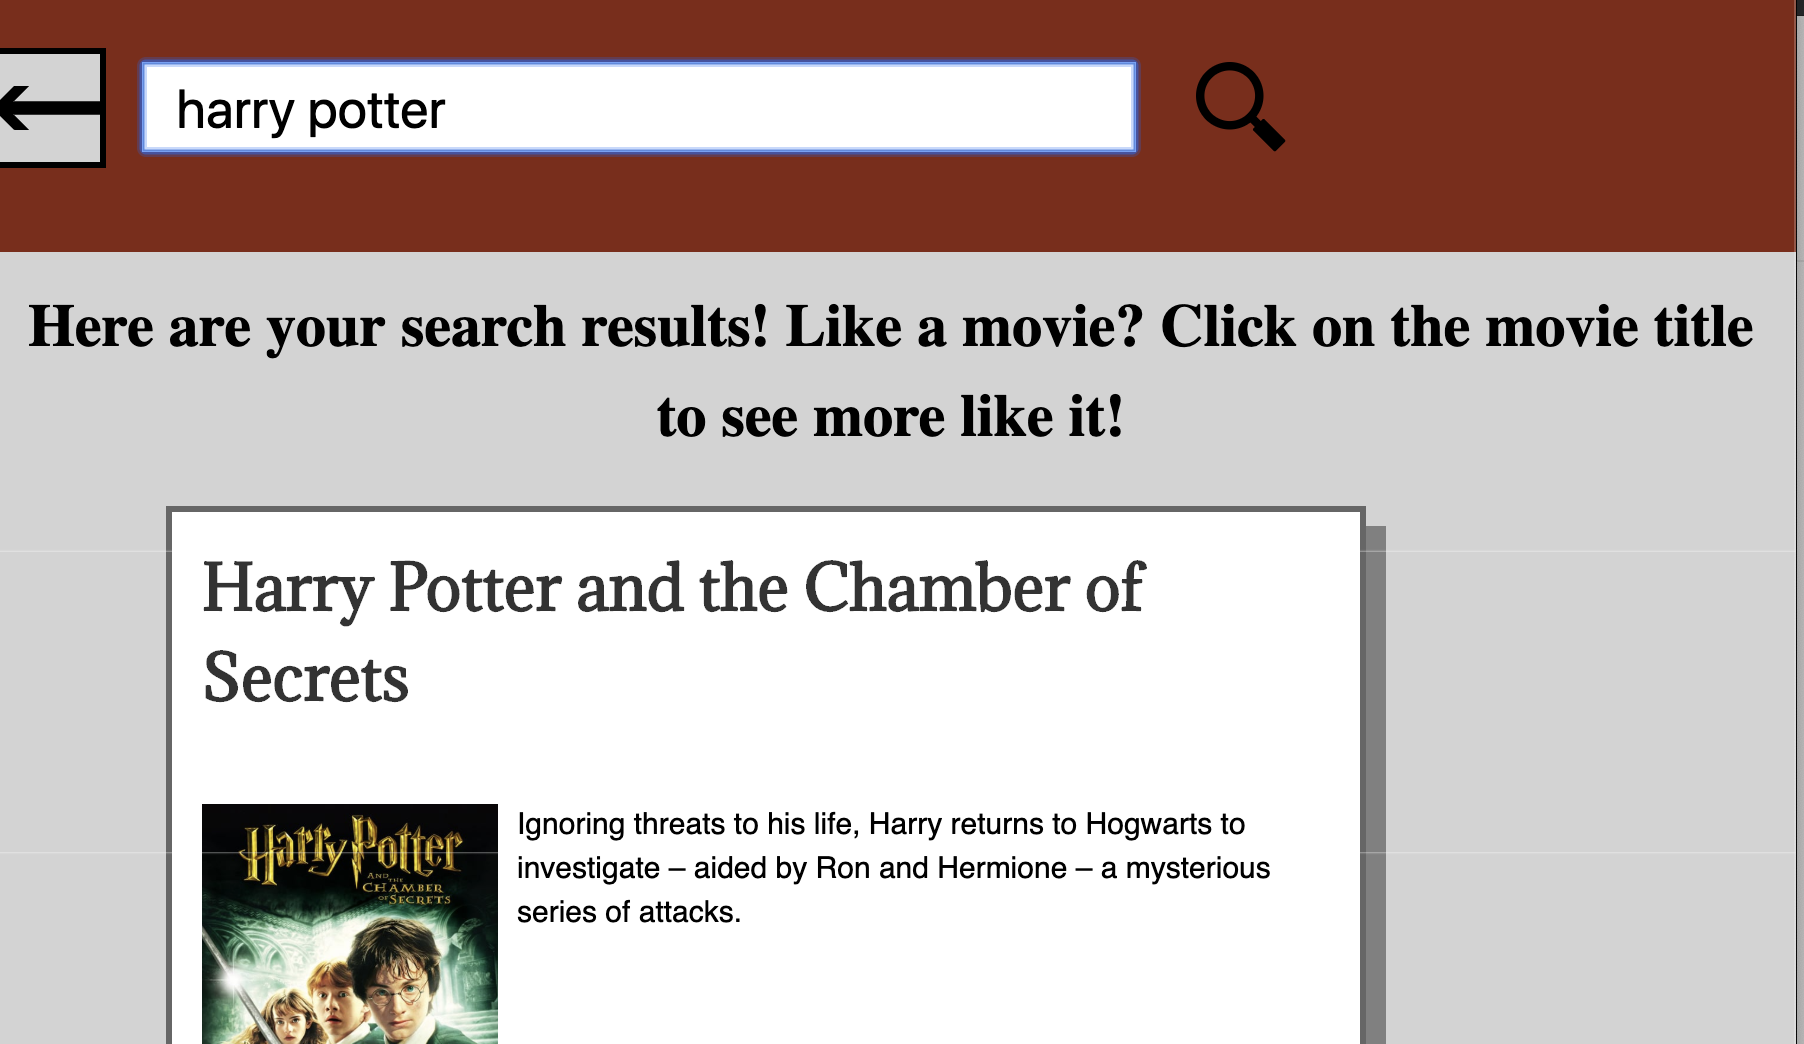 harry potter
Here are your search results! Like a movie? Click on the movie title
to see more like it!
Harry Potter and the Chamber of
Secrets
Harry Potter
AND THE
CHAMBER
OF SECRETS
Ignoring threats to his life, Harry returns to Hogwarts to
investigate – aided by Ron and Hermione – a mysterious
series of attacks.